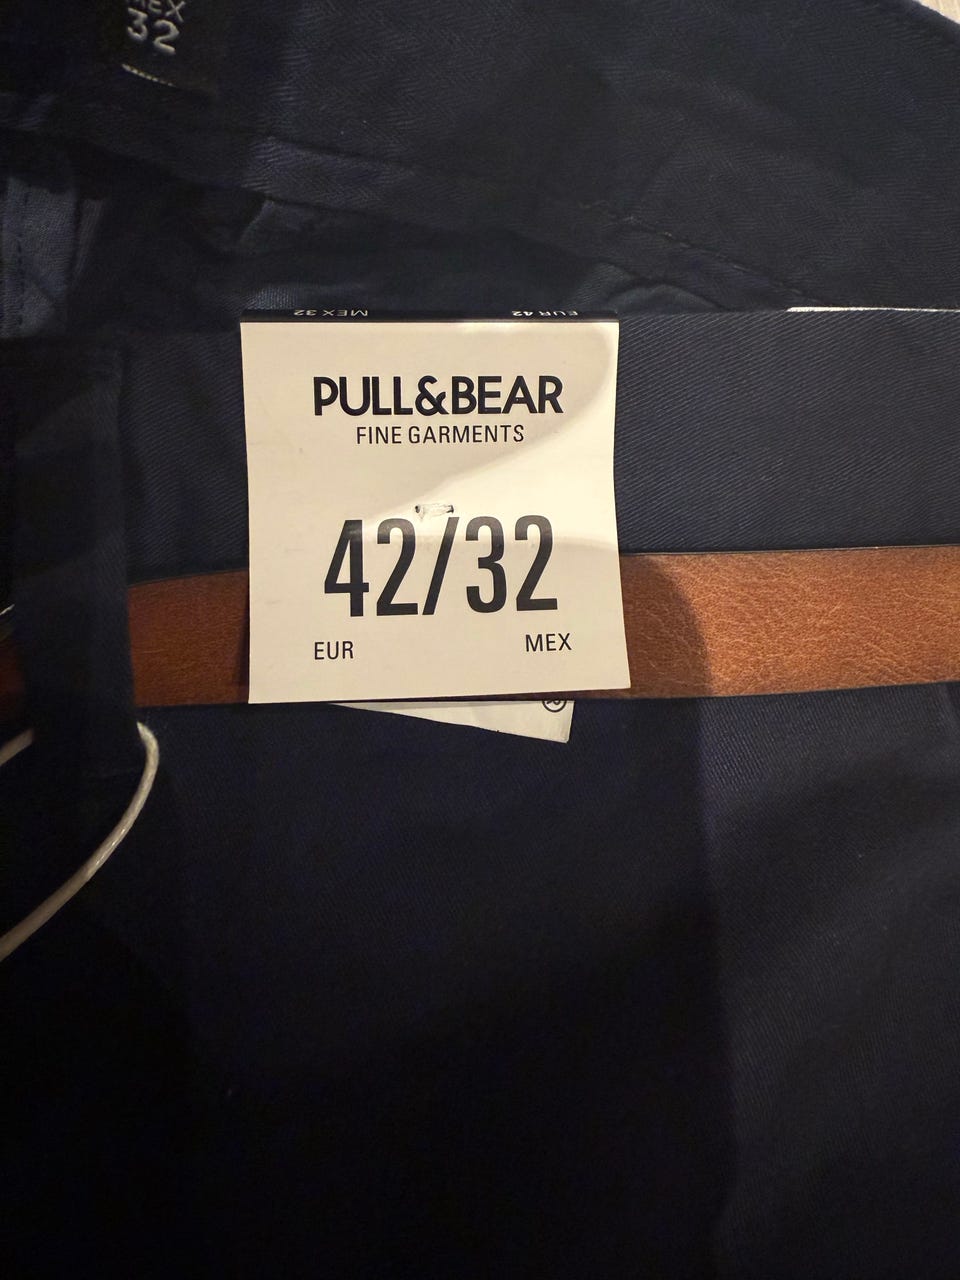 MEX
32
MEX 32 EUR 42
PULL&BEAR
FINE GARMENTS
42/32
EUR MEX
®